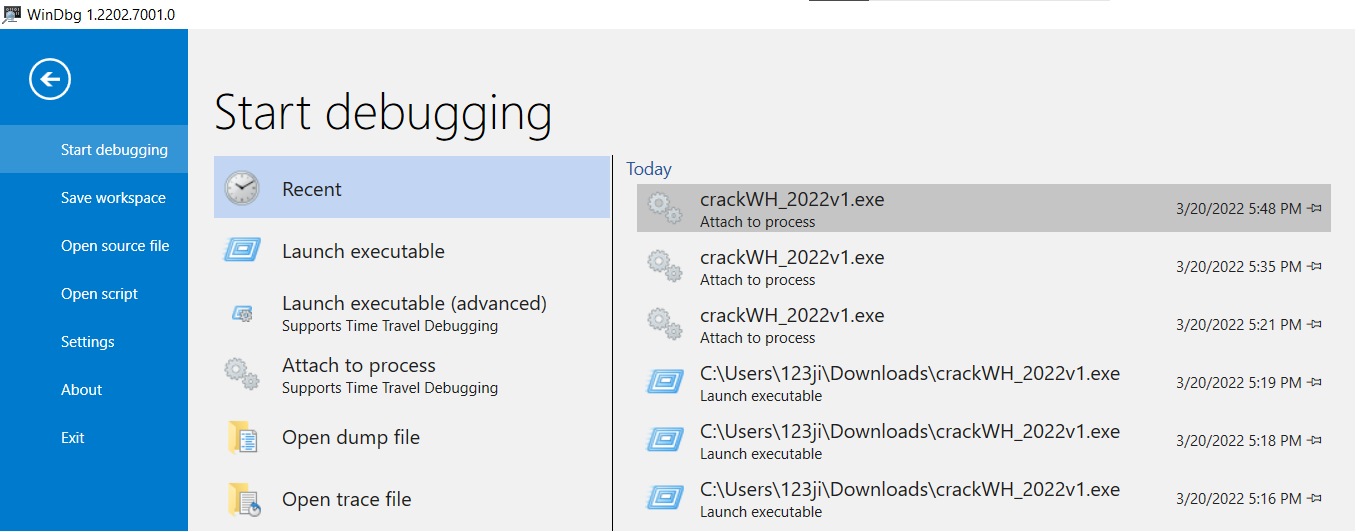 WinDbg 1.2202.7001.0
Start debugging
Save workspace
Open source file
Open script
Settings
About
Exit
Start debugging
Recent
Launch executable
Launch executable (advanced)
Supports Time Travel Debugging
Attach to process
Supports Time Travel Debugging
Open dump file
Open trace file
Today
crackWH_2022v1.exe
Attach to process
3/20/2022 5:48 PM
crackWH_2022v1.exe
Attach to process
3/20/2022 5:35 PM
crackWH_2022v1.exe
Attach to process
3/20/2022 5:21 PM
C:\Users\123ji\Downloads\crackWH_2022v1.exe
Launch executable
3/20/2022 5:19 PM
C:\Users\123ji\Downloads\crackWH_2022v1.exe
Launch executable
3/20/2022 5:18 PM
C:\Users\123ji\Downloads\crackWH_2022v1.exe
Launch executable
3/20/2022 5:16 PM